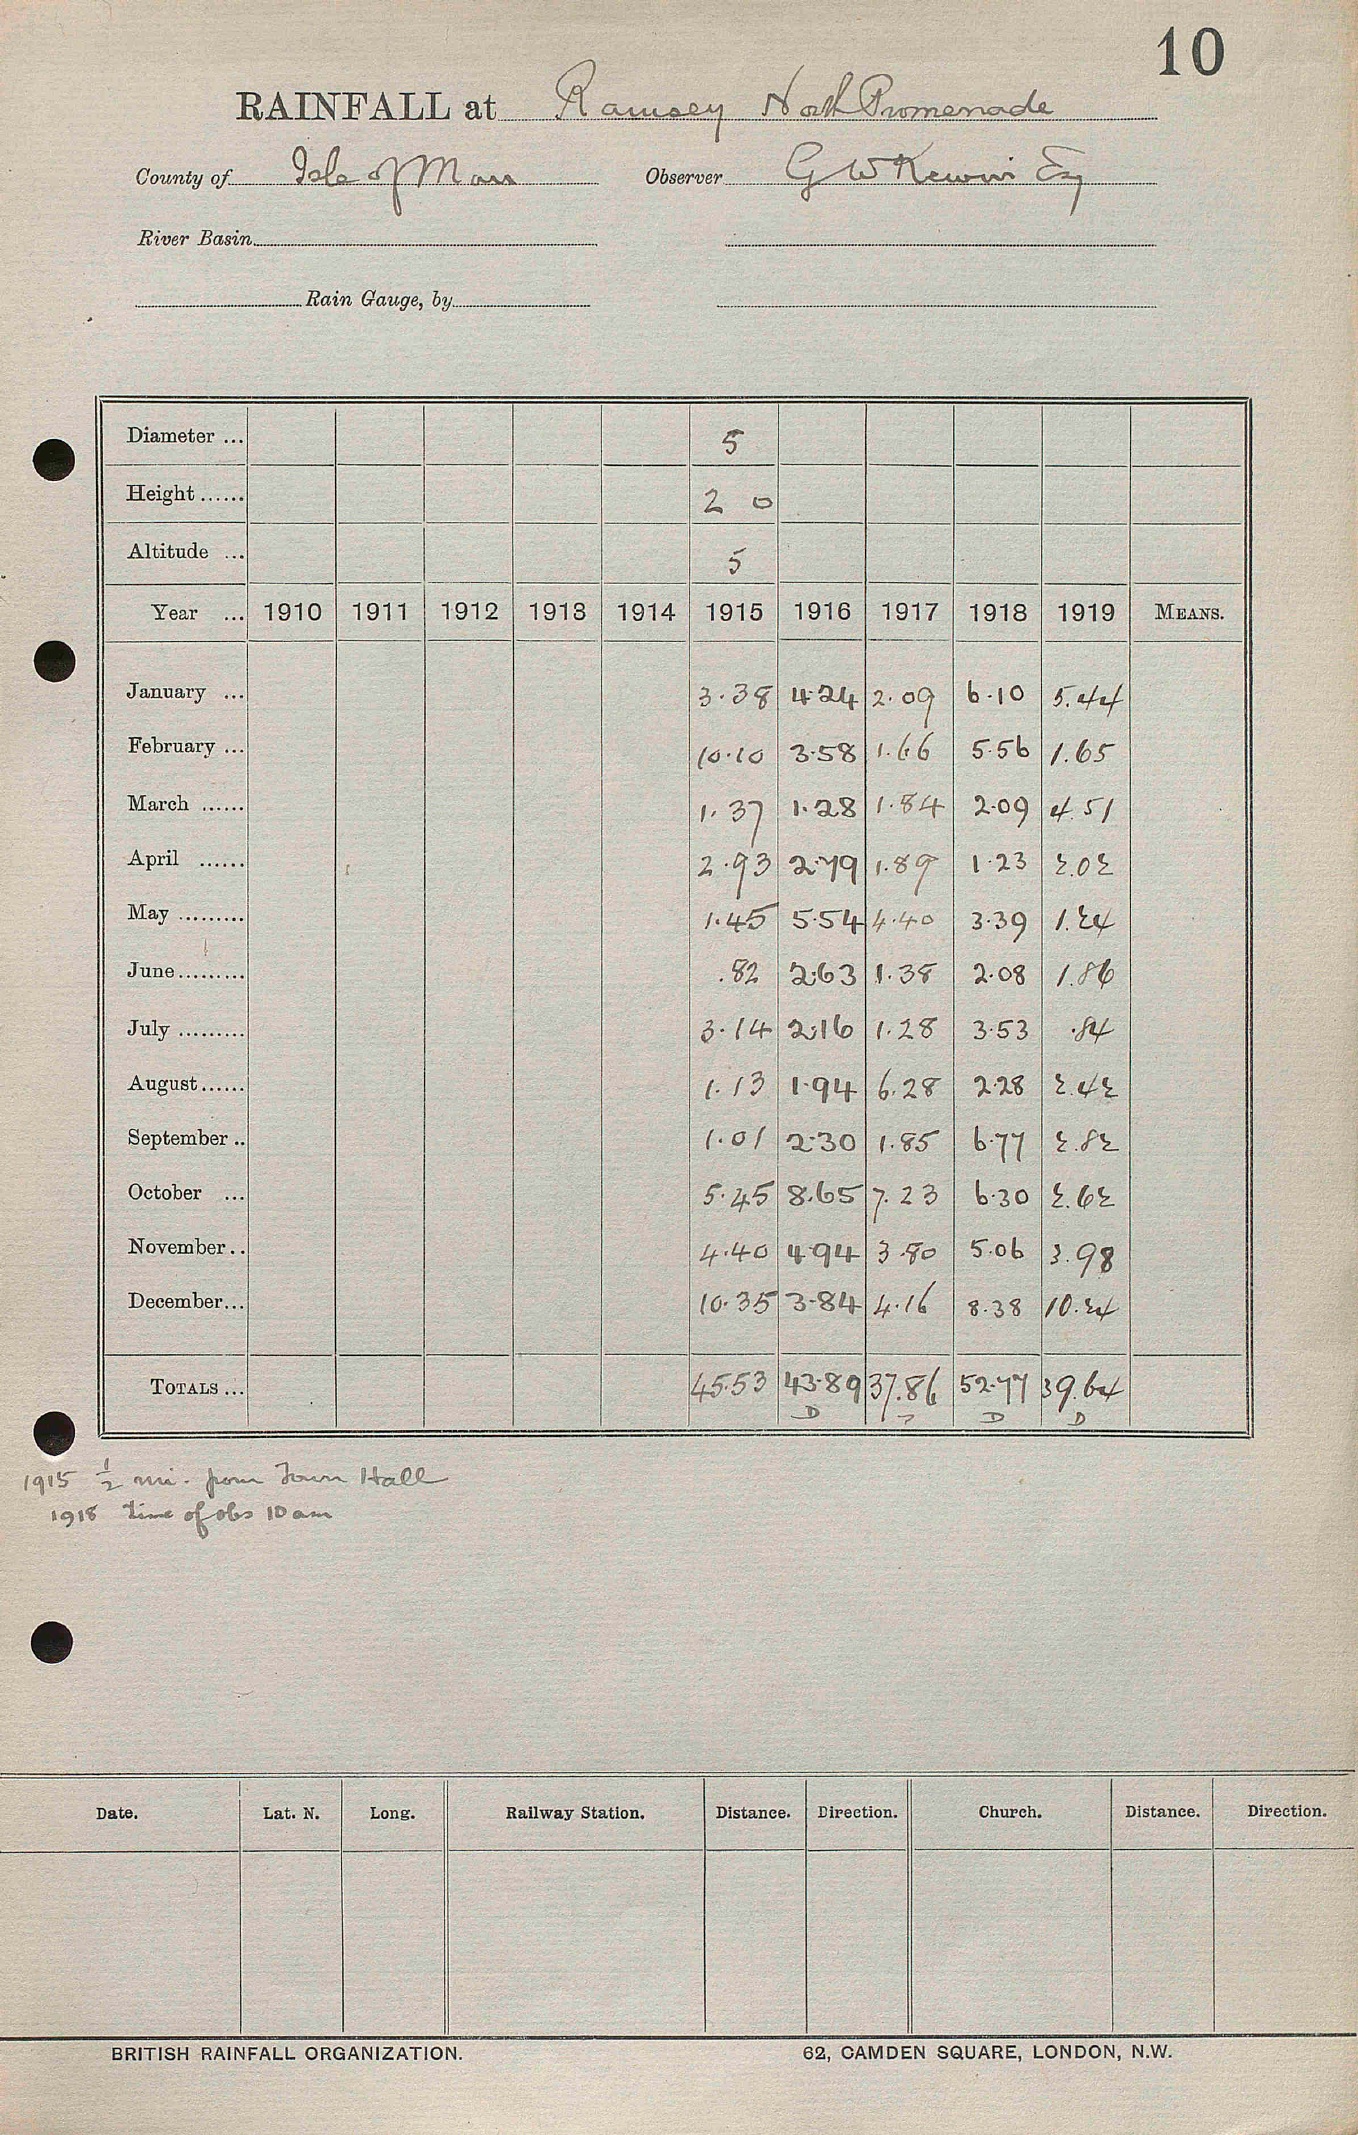 10
RAINFALL at Ramsey North Promenade
County of Isle of Man Observer G W Kewin Esq
River Basin
Rain Gauge, by
Diameter ... 5
Height ...... 2 0
Altitude ... 5
Year ... 1910 1911 1912 1913 1914 1915 1916 1917 1918 1919 MEANS.
January ... 3.38 4.24 2.09 6.10 5.44
February ... 10.10 3.58 1.66 5.56 1.65
March ...... 1.37 1.28 1.84 2.09 4.51
April ...... 2.93 2.79 1.89 1.23 2.02
May ......... 1.45 5.54 4.40 3.39 1.24
June ......... .82 2.63 1.38 2.08 1.86
July ......... 3.14 2.16 1.28 3.53 .84
August ...... 1.13 1.94 6.28 2.28 2.42
September .. 1.01 2.30 1.85 6.77 2.82
October ... 5.45 8.65 7.23 6.30 2.62
November .. 4.40 4.94 3.80 5.06 3.98
December ... 10.35 3.84 4.16 8.38 10.24
TOTALS ... 45.53 43.89 37.86 52.77 39.64
D D D
1915 ½ mi. from Town Hall
1918 time of obs 10 am
Date. Lat. N. Long. Railway Station. Distance. Direction. Church. Distance. Direction.
BRITISH RAINFALL ORGANIZATION. 62, CAMDEN SQUARE, LONDON, N.W.